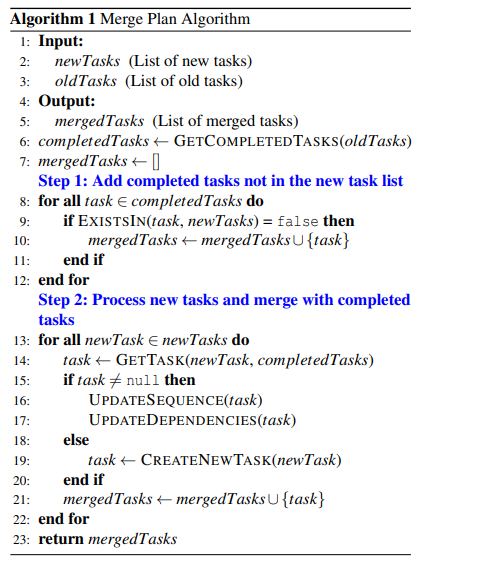 Algorithm 1 Merge Plan Algorithm
1: Input:
2: newTasks (List of new tasks)
3: oldTasks (List of old tasks)
4: Output:
5: mergedTasks (List of merged tasks)
6: completedTasks ← GETCOMPLETEDTASKS(oldTasks)
7: mergedTasks ← []
Step 1: Add completed tasks not in the new task list
8: for all task ∈ completedTasks do
9: if EXISTSIN(task, newTasks) = false then
10: mergedTasks ← mergedTasks ∪ {task}
11: end if
12: end for
Step 2: Process new tasks and merge with completed
tasks
13: for all newTask ∈ newTasks do
14: task ← GETTASK(newTask, completedTasks)
15: if task ≠ null then
16: UPDATESEQUENCE(task)
17: UPDATEDEPENDENCIES(task)
18: else
19: task ← CREATENEWTASK(newTask)
20: end if
21: mergedTasks ← mergedTasks ∪ {task}
22: end for
23: return mergedTasks